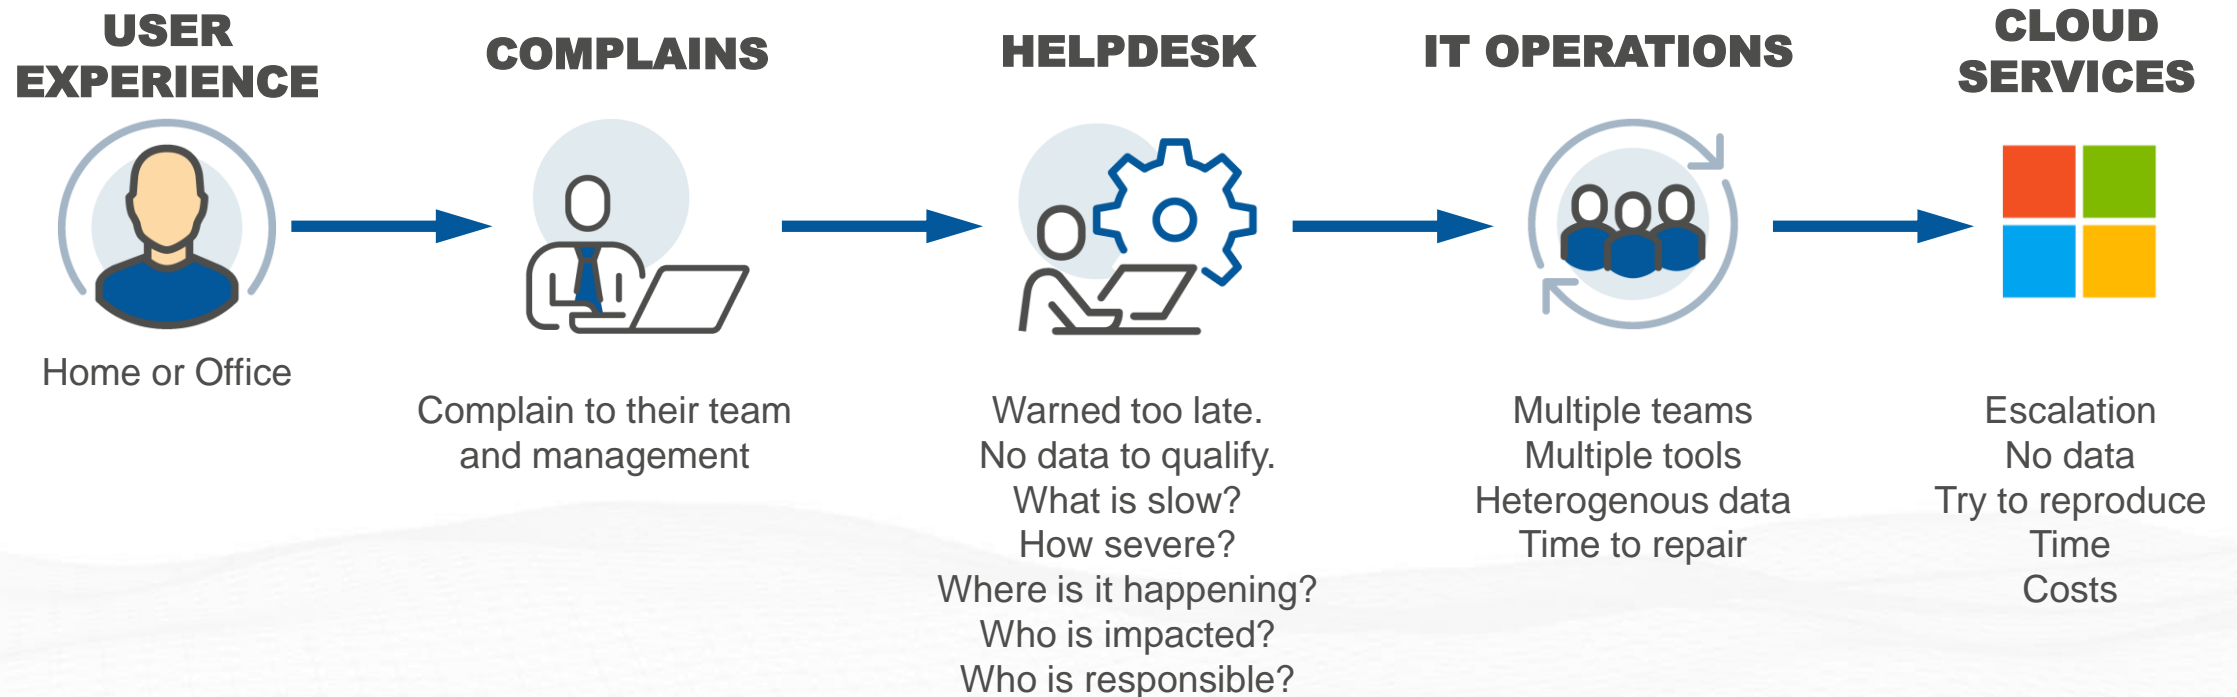 USER
EXPERIENCE
Home or Office
COMPLAINS
Complain to their team
and management
HELPDESK
Warned too late.
No data to qualify.
What is slow?
How severe?
Where is it happening?
Who is impacted?
Who is responsible?
IT OPERATIONS
Multiple teams
Multiple tools
Heterogenous data
Time to repair
CLOUD
SERVICES
Escalation
No data
Try to reproduce
Time
Costs